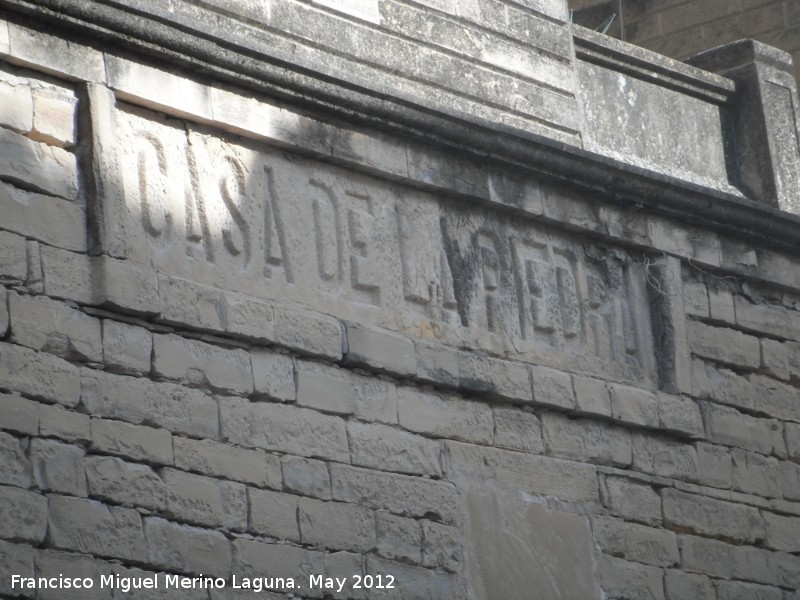 CASA DE LA PIEDRA
Francisco Miguel Merino Laguna. May 2012